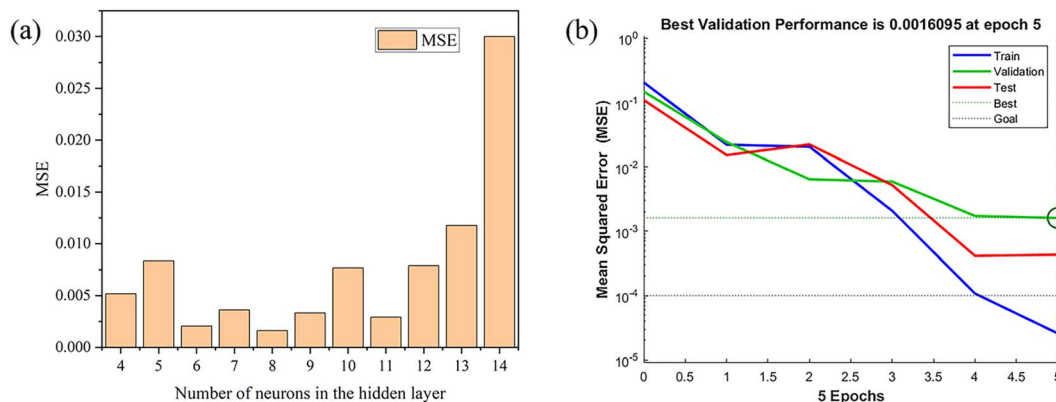 (a)
0.030
0.025
0.020
0.015
0.010
0.005
0.000
MSE
MSE
4 5 6 7 8 9 10 11 12 13 14
Number of neurons in the hidden layer
(b)
Best Validation Performance is 0.0016095 at epoch 5
10^0
10^-1
10^-2
10^-3
10^-4
10^-5
Mean Squared Error (MSE)
Train
Validation
Test
Best
Goal
0 0.5 1 1.5 2 2.5 3 3.5 4 4.5 5
5 Epochs